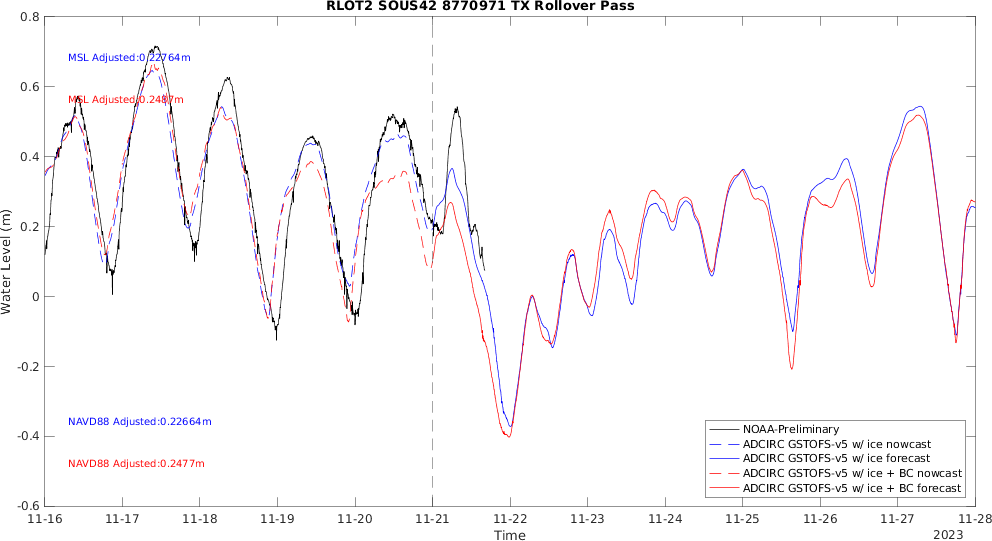 RLOT2 SOUS42 8770971 TX Rollover Pass
0.8
0.6
0.4
0.2
0
-0.2
-0.4
-0.6
Water Level (m)
MSL Adjusted:0.22764m
MSL Adjusted:0.2487m
NAVD88 Adjusted:0.22664m
NAVD88 Adjusted:0.2477m
NOAA-Preliminary
ADCIRC GSTOFS-v5 w/ ice nowcast
ADCIRC GSTOFS-v5 w/ ice forecast
ADCIRC GSTOFS-v5 w/ ice + BC nowcast
ADCIRC GSTOFS-v5 w/ ice + BC forecast
11-16 11-17 11-18 11-19 11-20 11-21 11-22 11-23 11-24 11-25 11-26 11-27 11-28
Time
2023